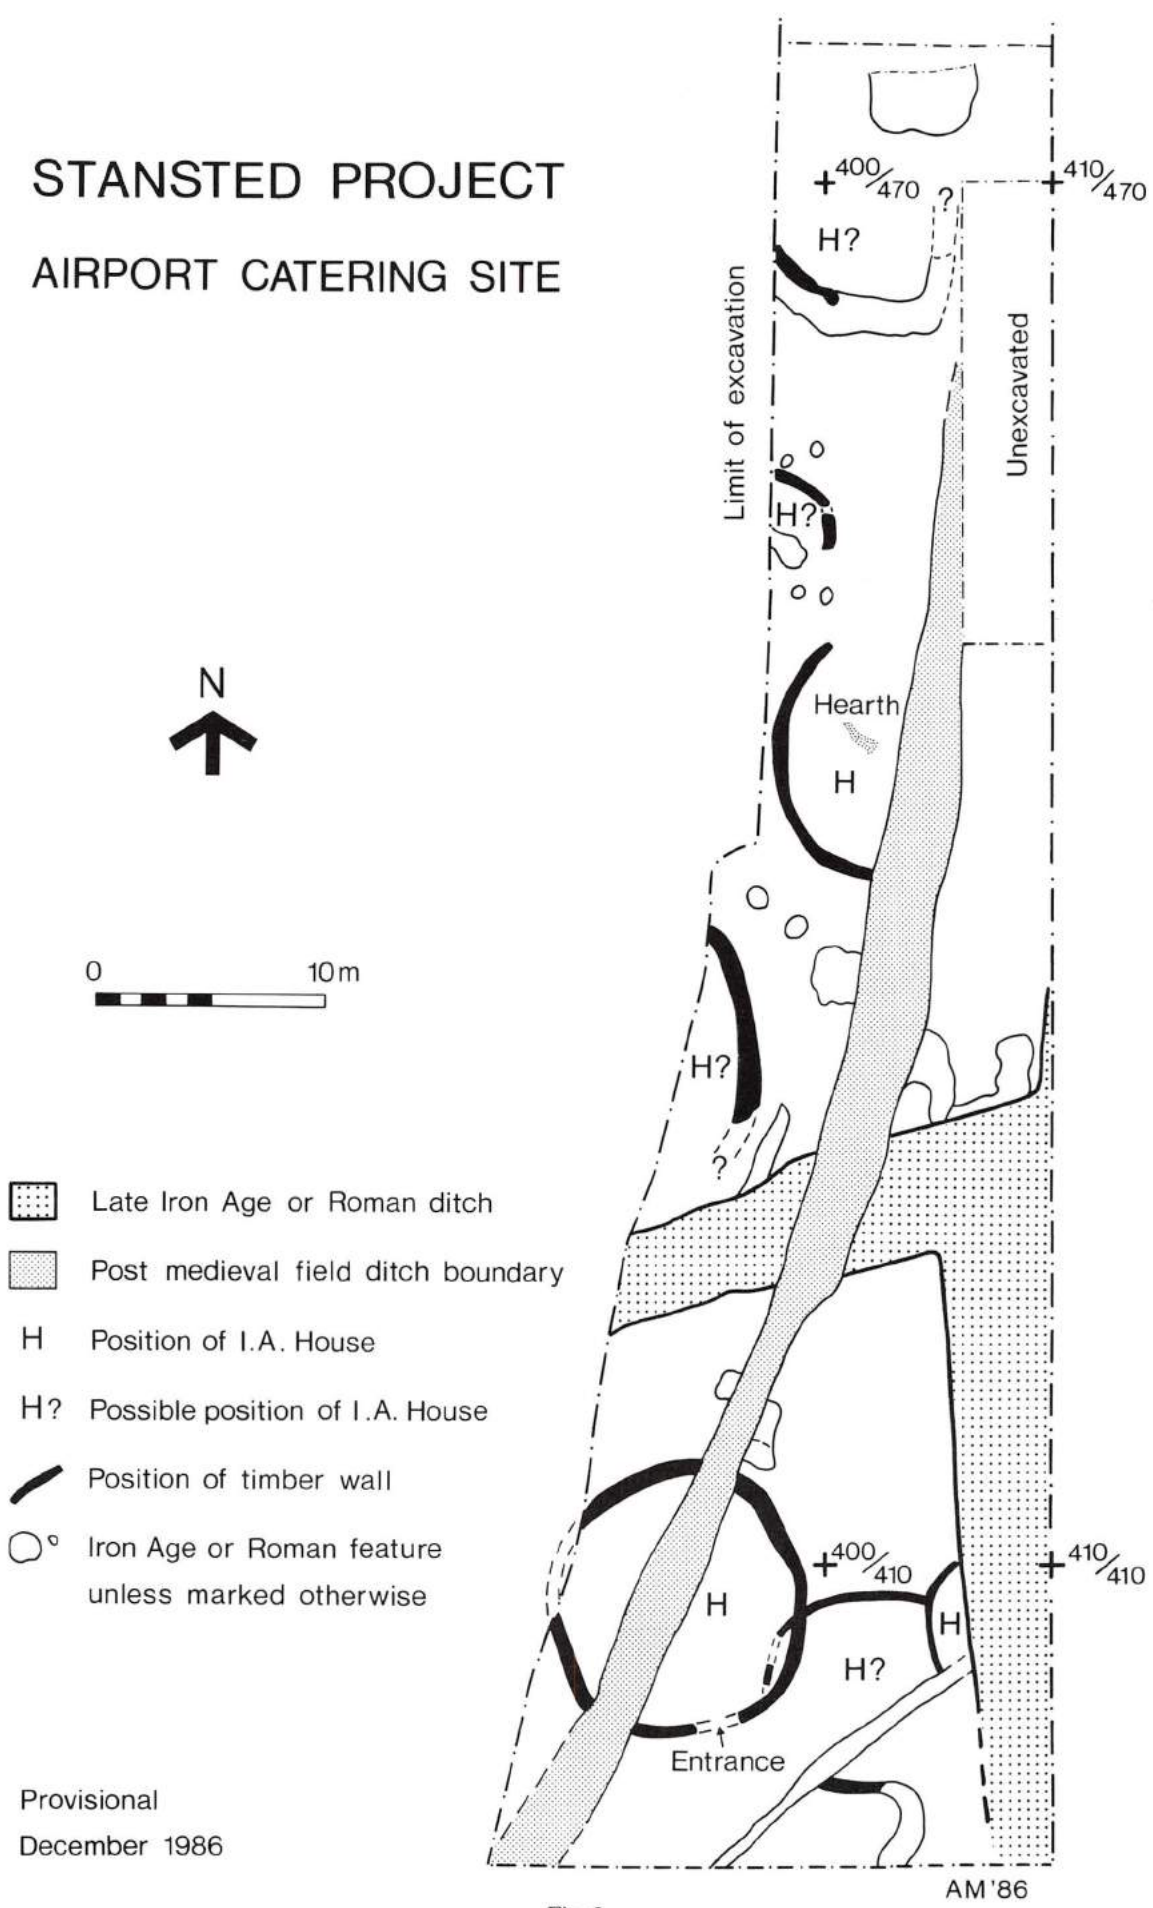 STANSTED PROJECT
AIRPORT CATERING SITE
400/470
410/470
?
H?
Limit of excavation
Unexcavated
H?
N
Hearth
H
0 10m
H?
?
Late Iron Age or Roman ditch
Post medieval field ditch boundary
H Position of I.A. House
H? Possible position of I.A. House
Position of timber wall
Iron Age or Roman feature
unless marked otherwise
400/410
410/410
H
H
H?
Entrance
Provisional
December 1986
AM '86